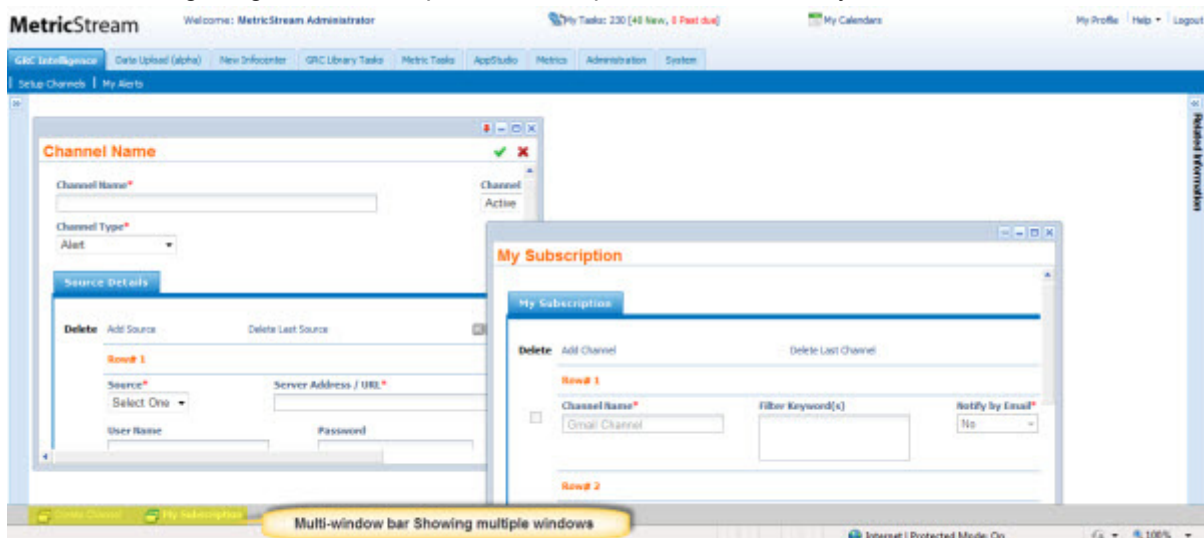 MetricStream Welcome: MetricStream Administrator My Tasks: 230 [40 New, 0 Past due] My Calendars My Profile Help Logout
GRC Intelligence Data Upload (alpha) New Infocenter GRC Library Tasks Metric Tasks AppStudio Metrics Administration System
Setup Channels | My Alerts
Related Information
Channel Name
Channel Name* Channel
Active
Channel Type*
Alert
Source Details
Delete Add Source Delete Last Source
Row# 1
Source* Server Address / URL*
Select One
User Name Password
My Subscription
My Subscription
Delete Add Channel Delete Last Channel
Row# 1
Channel Name* Filter Keyword(s) Notify by Email*
Gmail Channel No
Row# 2
Create Channel My Subscription
Multi-window bar Showing multiple windows
Internet | Protected Mode: On 100%